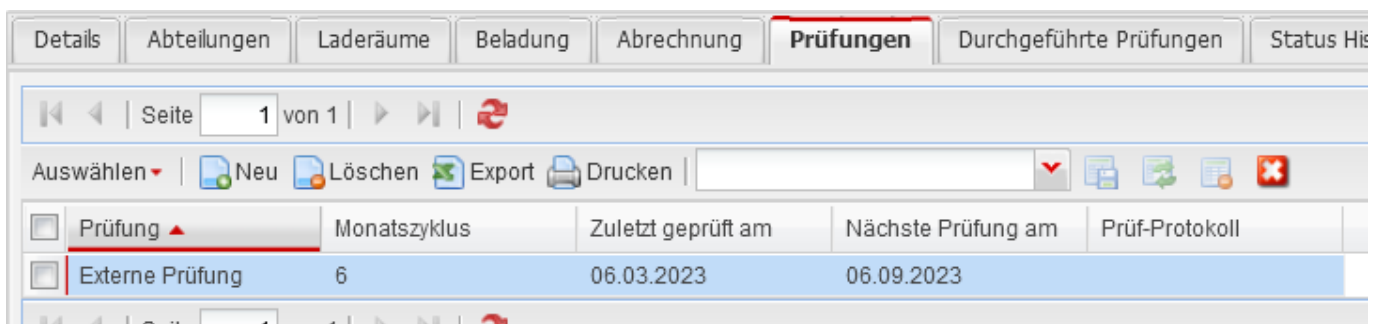 Details Abteilungen Laderäume Beladung Abrechnung Prüfungen Durchgeführte Prüfungen Status His
Seite 1 von 1
Auswählen Neu Löschen Export Drucken
Prüfung Monatszyklus Zuletzt geprüft am Nächste Prüfung am Prüf-Protokoll
Externe Prüfung 6 06.03.2023 06.09.2023